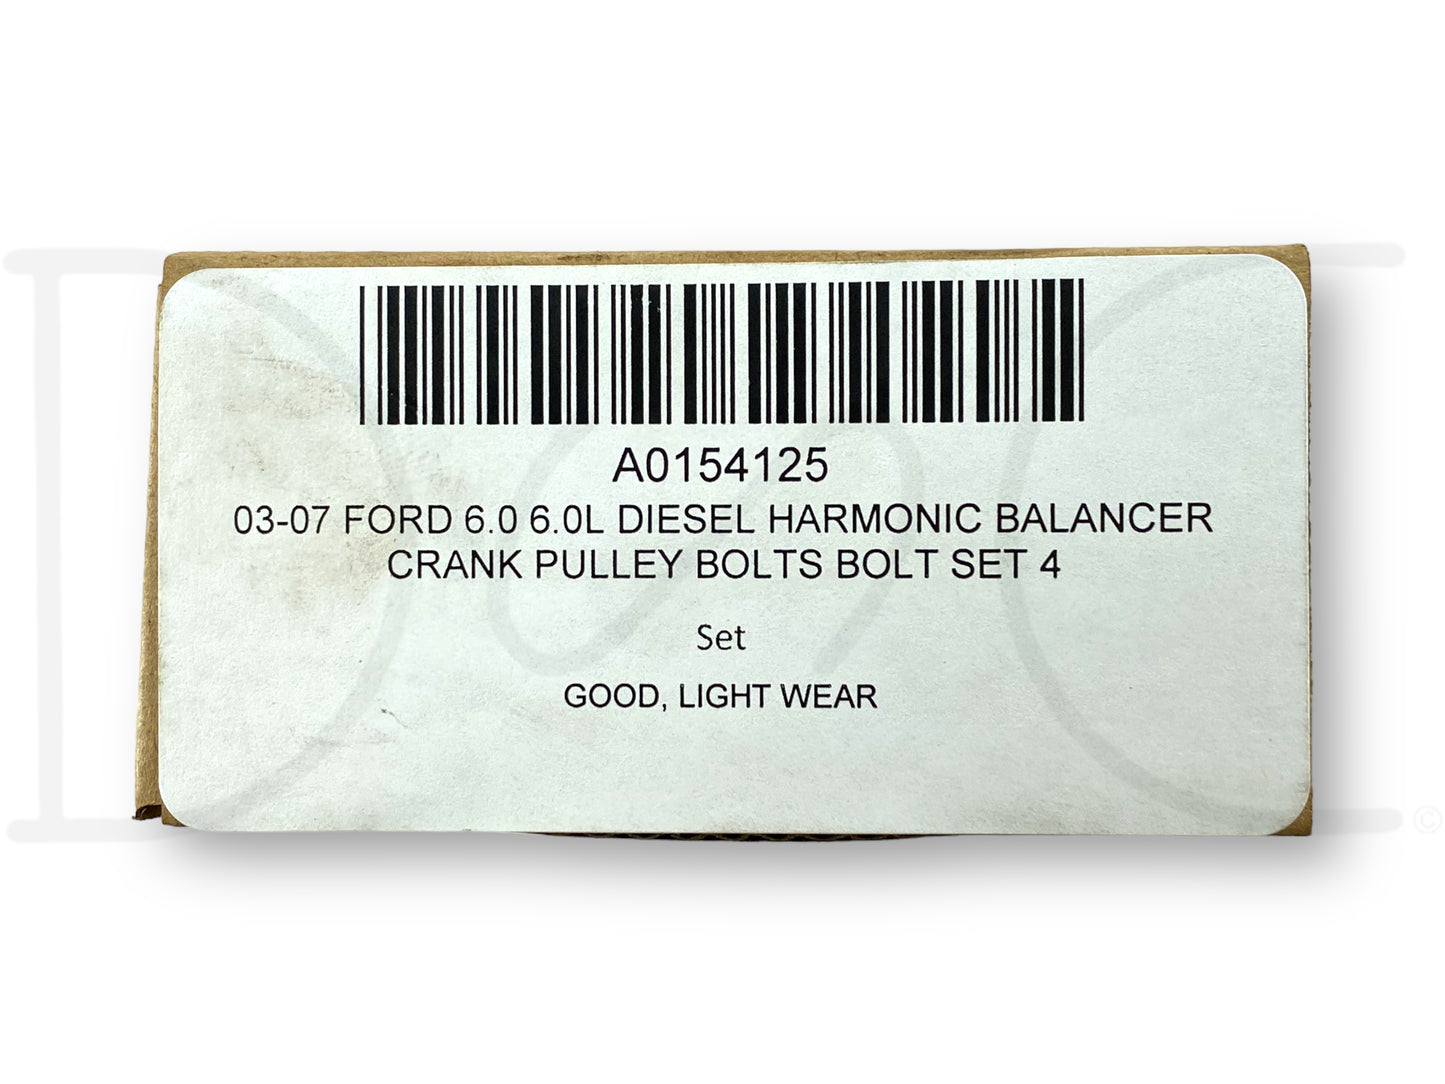 A0154125
03-07 FORD 6.0 6.0L DIESEL HARMONIC BALANCER
CRANK PULLEY BOLTS BOLT SET 4
Set
GOOD, LIGHT WEAR